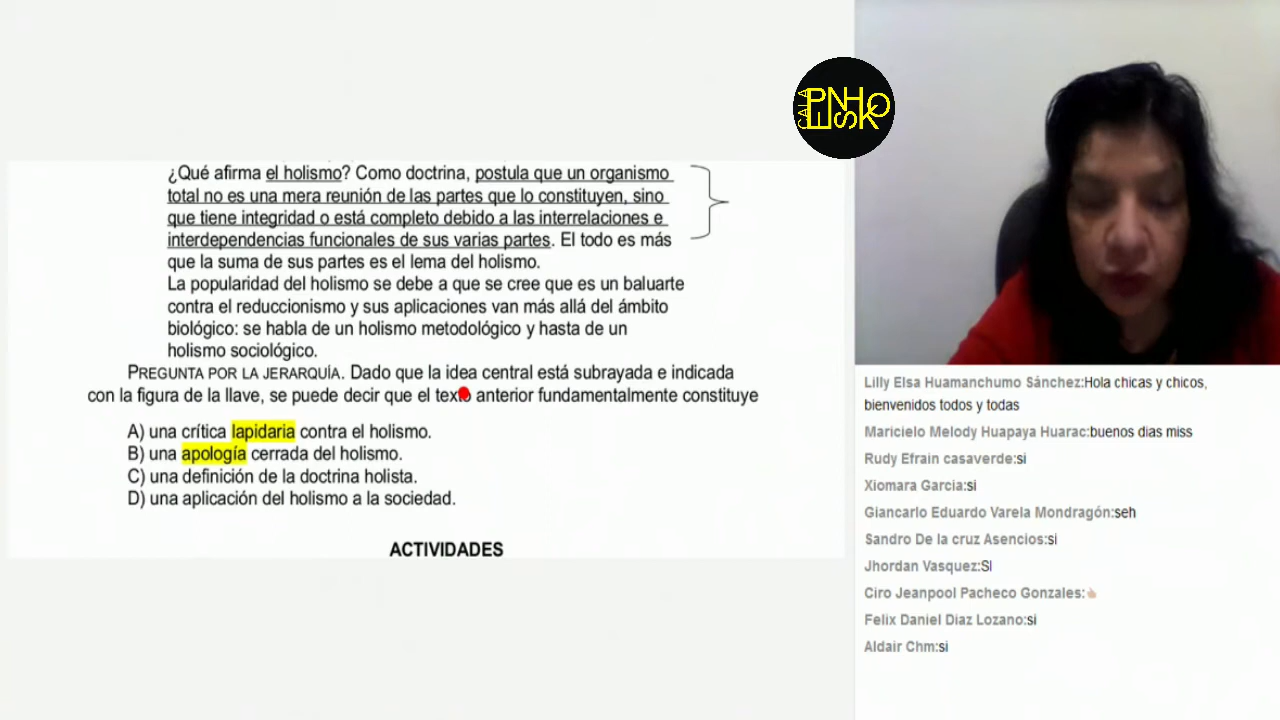 ¿Qué afirma el holismo? Como doctrina, postula que un organismo
total no es una mera reunión de las partes que lo constituyen, sino
que tiene integridad o está completo debido a las interrelaciones e
interdependencias funcionales de sus varias partes. El todo es más
que la suma de sus partes es el lema del holismo.
La popularidad del holismo se debe a que se cree que es un baluarte
contra el reduccionismo y sus aplicaciones van más allá del ámbito
biológico: se habla de un holismo metodológico y hasta de un
holismo sociológico.
PREGUNTA POR LA JERARQUÍA. Dado que la idea central está subrayada e indicada
con la figura de la llave, se puede decir que el texto anterior fundamentalmente constituye
A) una crítica lapidaria contra el holismo.
B) una apología cerrada del holismo.
C) una definición de la doctrina holista.
D) una aplicación del holismo a la sociedad.
ACTIVIDADES
Lilly Elsa Huamanchumo Sánchez:Hola chicas y chicos,
bienvenidos todos y todas
Maricielo Melody Huapaya Huarac:buenos dias miss
Rudy Efrain casaverde:si
Xiomara Garcia:si
Giancarlo Eduardo Varela Mondragón:seh
Sandro De la cruz Asencios:si
Jhordan Vasquez:SI
Ciro Jeanpool Pacheco Gonzales:
Felix Daniel Diaz Lozano:si
Aldair Chm:si